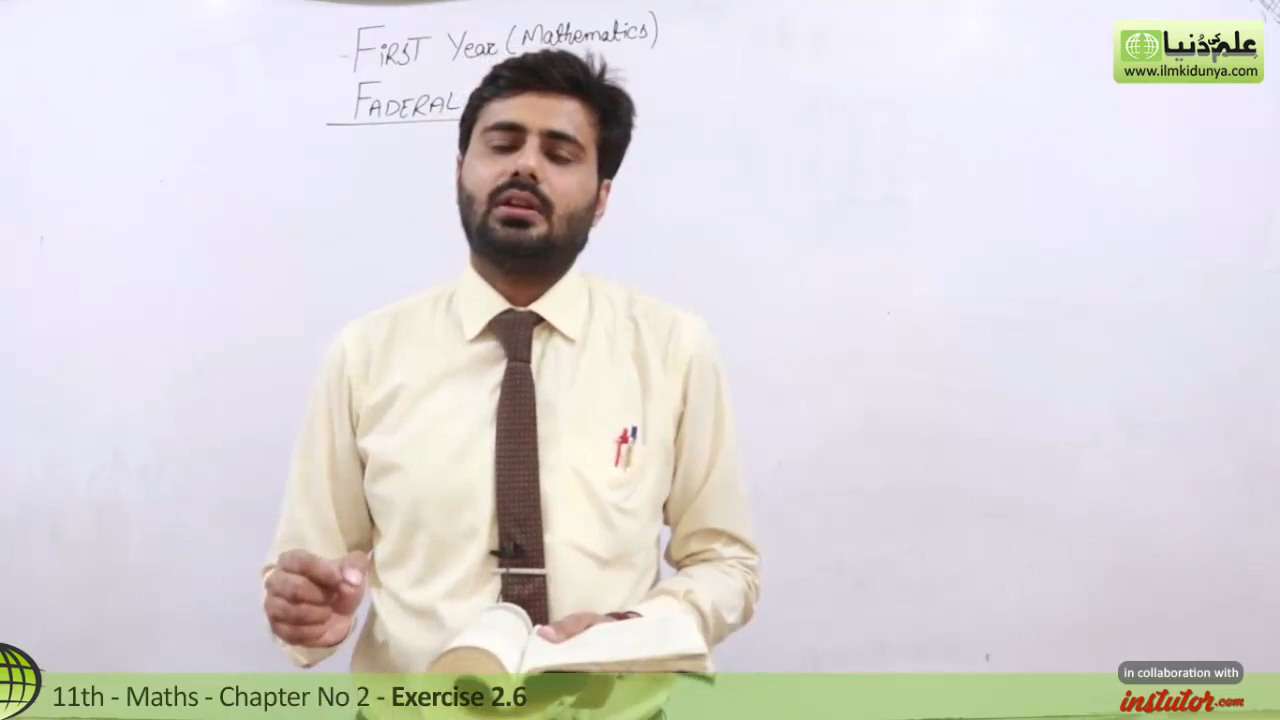 First Year (Mathematics)
FADERAL
علم کی دُنیا
www.ilmkidunya.com
in collaboration with
instutor.com
11th - Maths - Chapter No 2 - Exercise 2.6